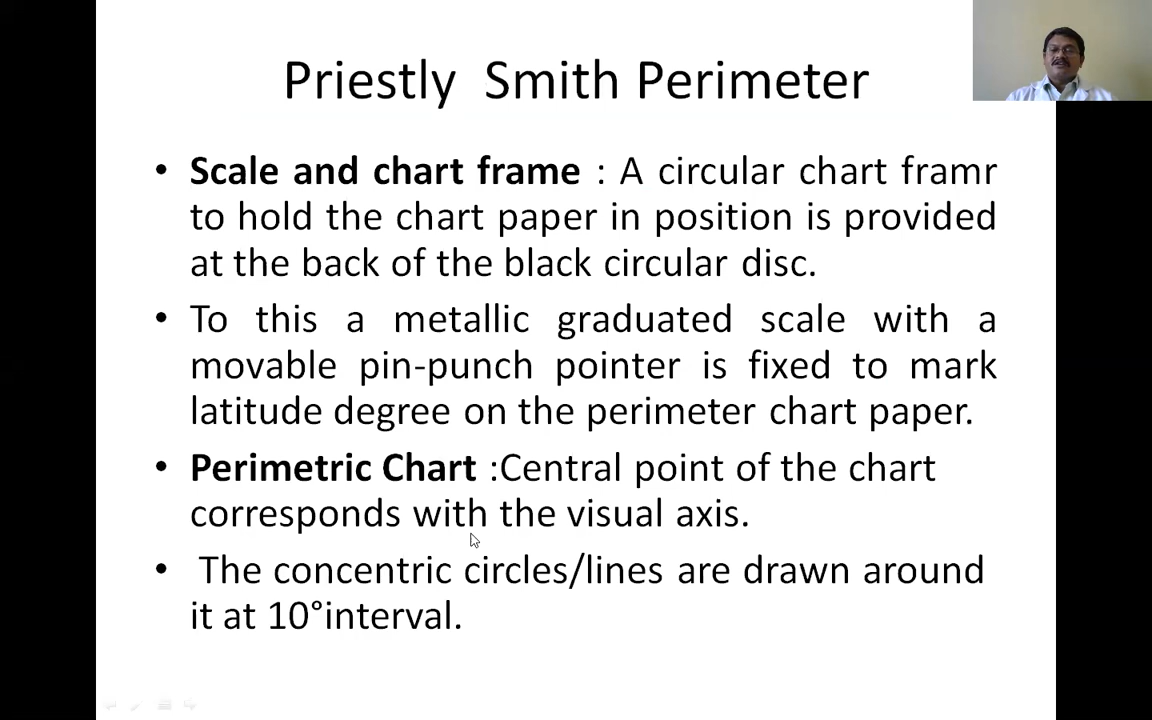 Priestly Smith Perimeter
• Scale and chart frame : A circular chart framr
to hold the chart paper in position is provided
at the back of the black circular disc.
• To this a metallic graduated scale with a
movable pin-punch pointer is fixed to mark
latitude degree on the perimeter chart paper.
• Perimetric Chart :Central point of the chart
corresponds with the visual axis.
• The concentric circles/lines are drawn around
it at 10°interval.